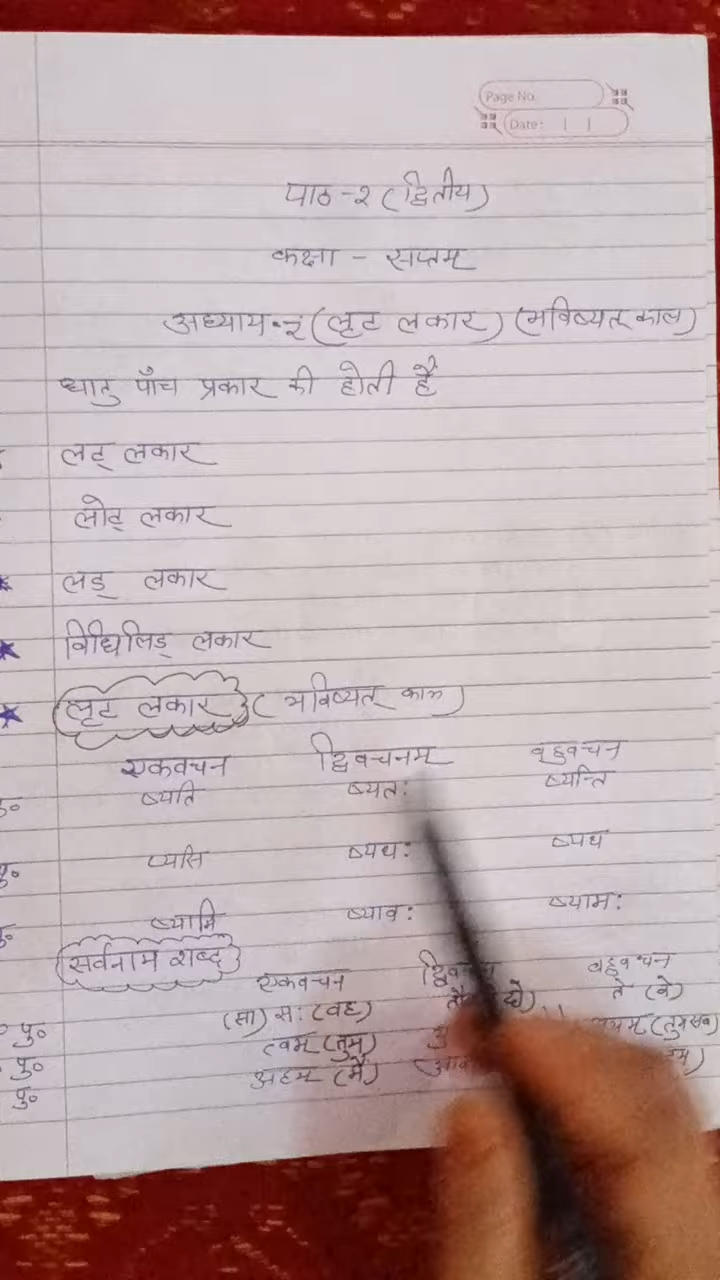 Page No.
Date:
पाठ-२ (द्वितीय)
कक्षा - सप्तम्
अध्याय-२ (लृट लकार) (भविष्यत् काल)
धातु पाँच प्रकार की होती है
लट् लकार
लोट् लकार
लड् लकार
विधिलिड् लकार
लृट लकार (भविष्यत् काल)
एकवचन द्विवचनम बहुवचन
ष्यति ष्यत: ष्यन्ति
ष्यसि ष्यथ: ष्यथ
ष्यामि ष्याव: ष्याम:
सर्वनाम शब्द
एकवचन बहुवचन
(सा) स: (वह) ते (वे)
पु० त्वम (तुम) (तुमसब)
पु० अहम (मैं)
पु०